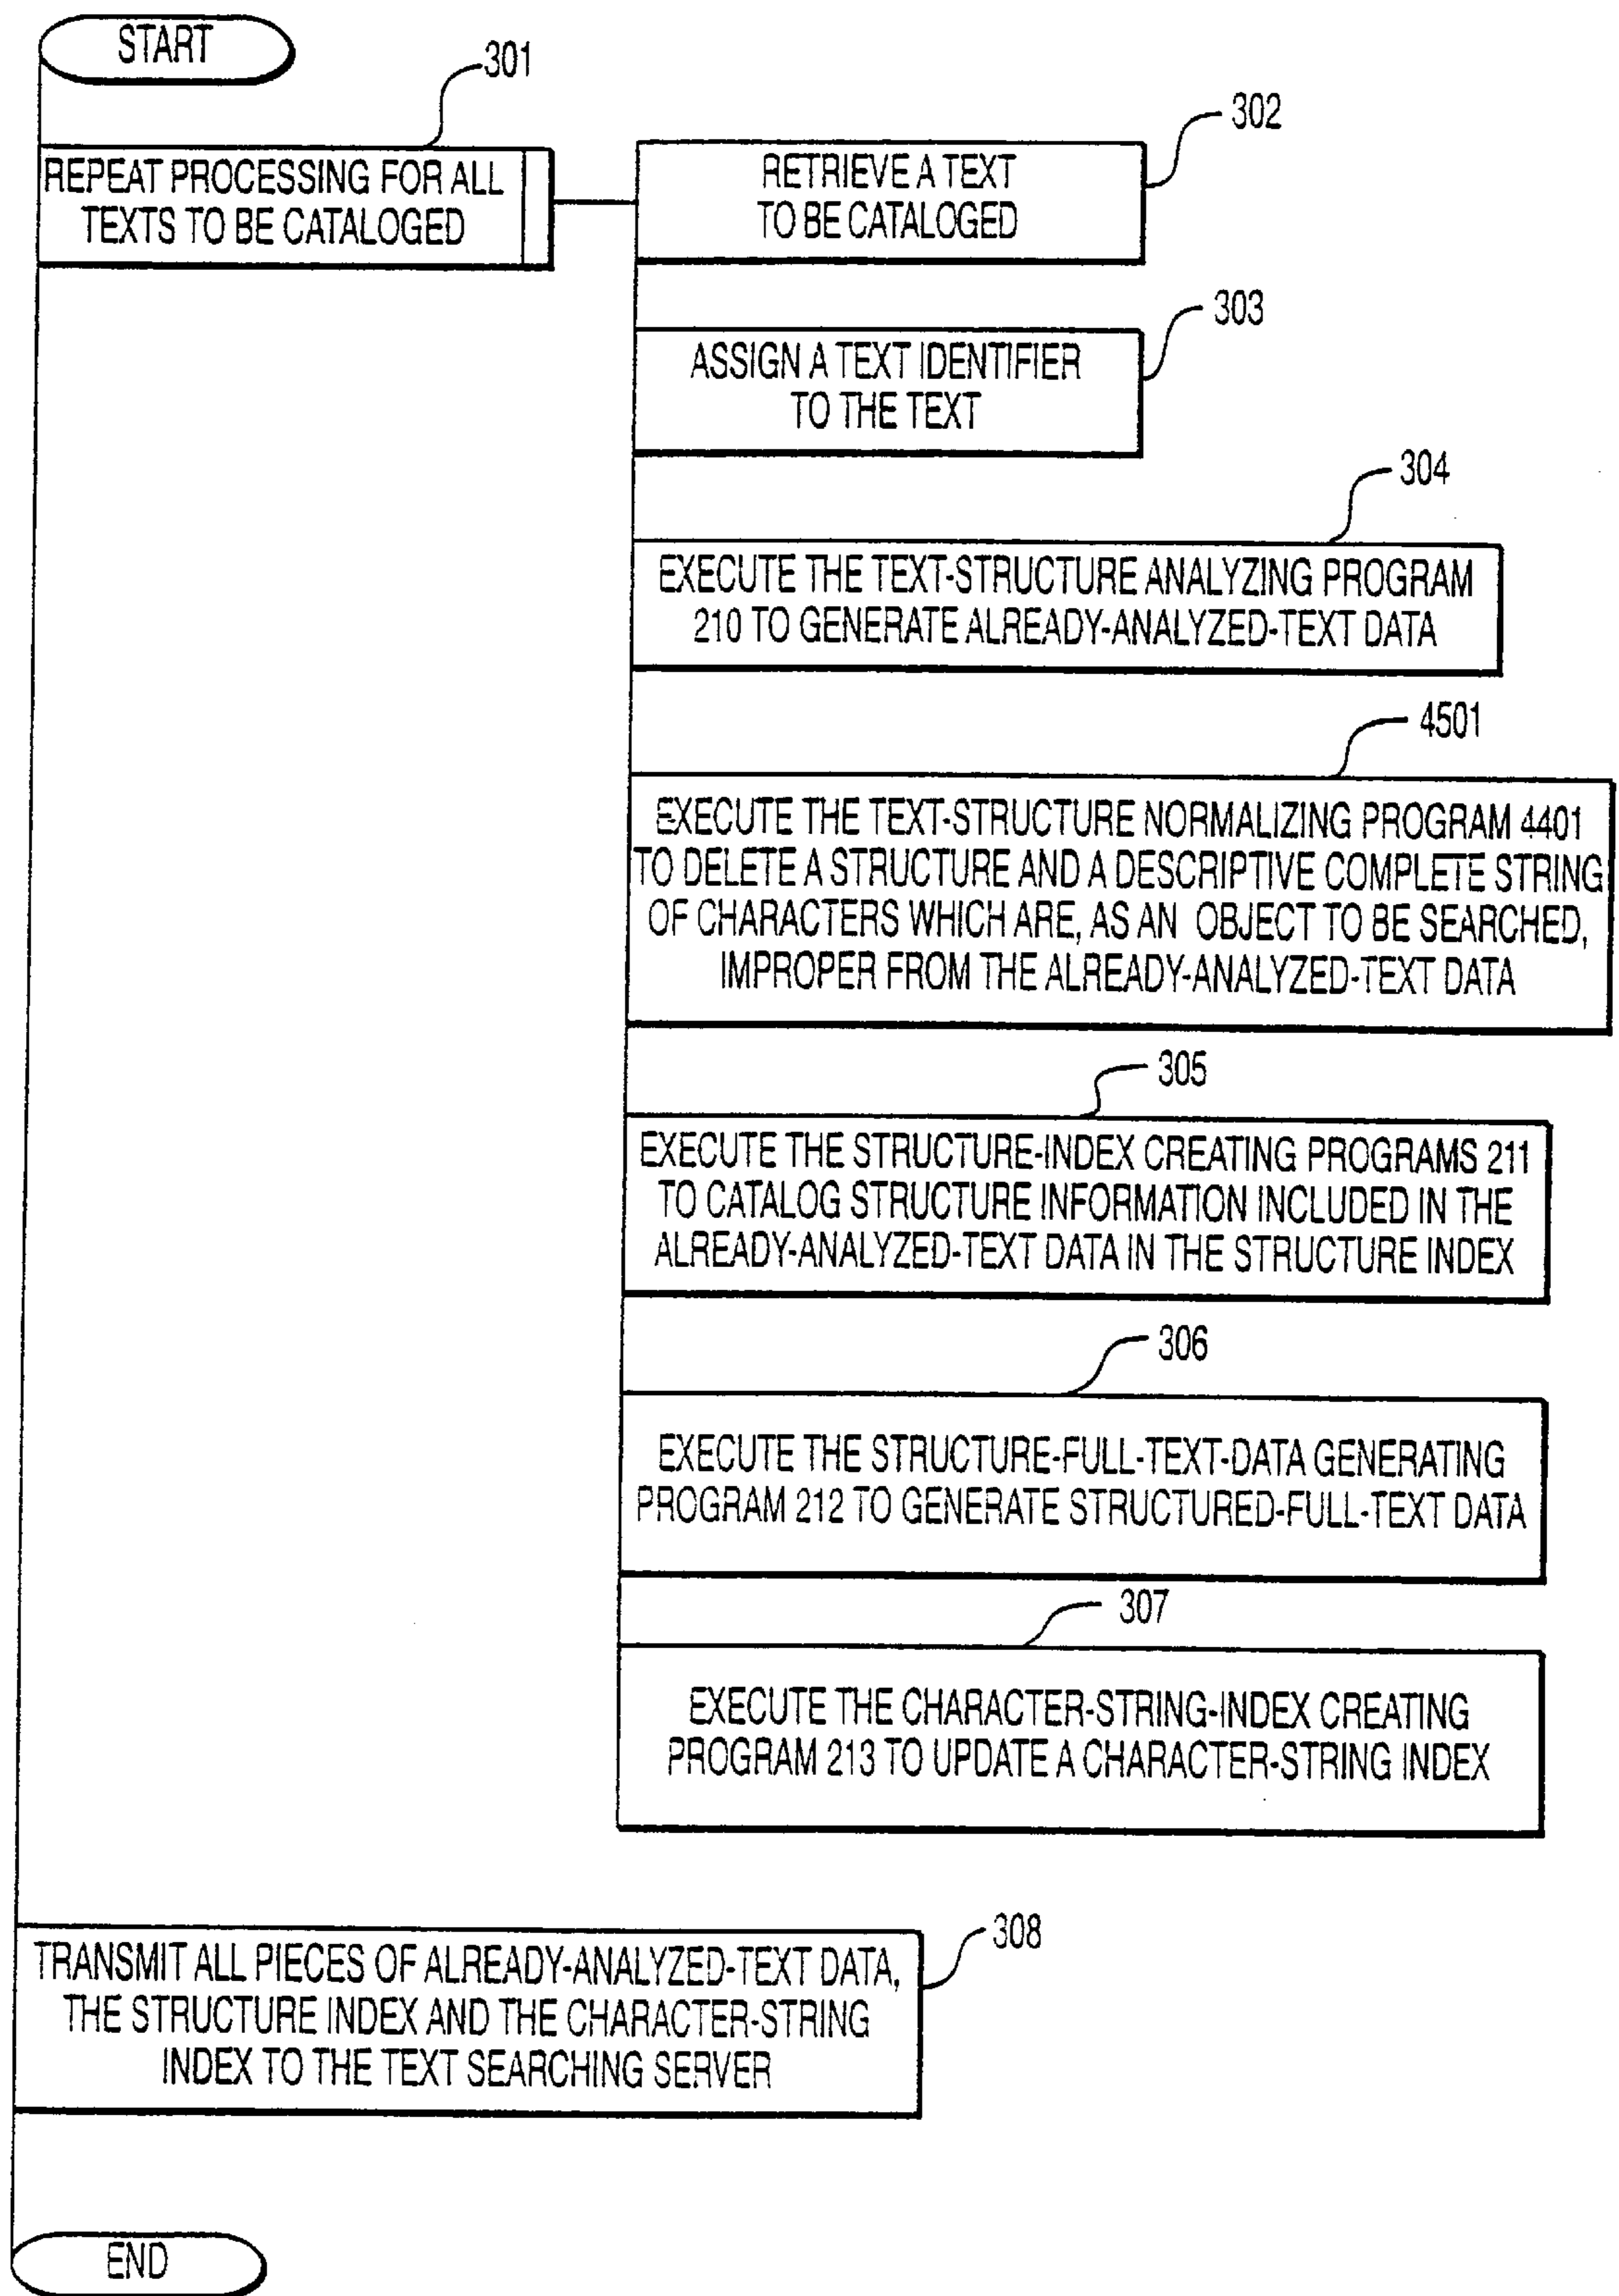 START
301
REPEAT PROCESSING FOR ALL
TEXTS TO BE CATALOGED
302
RETRIEVE A TEXT
TO BE CATALOGED
303
ASSIGN A TEXT IDENTIFIER
TO THE TEXT
304
EXECUTE THE TEXT-STRUCTURE ANALYZING PROGRAM
210 TO GENERATE ALREADY-ANALYZED-TEXT DATA
4501
EXECUTE THE TEXT-STRUCTURE NORMALIZING PROGRAM 4401
TO DELETE A STRUCTURE AND A DESCRIPTIVE COMPLETE STRING
OF CHARACTERS WHICH ARE, AS AN OBJECT TO BE SEARCHED,
IMPROPER FROM THE ALREADY-ANALYZED-TEXT DATA
305
EXECUTE THE STRUCTURE-INDEX CREATING PROGRAMS 211
TO CATALOG STRUCTURE INFORMATION INCLUDED IN THE
ALREADY-ANALYZED-TEXT DATA IN THE STRUCTURE INDEX
306
EXECUTE THE STRUCTURE-FULL-TEXT-DATA GENERATING
PROGRAM 212 TO GENERATE STRUCTURED-FULL-TEXT DATA
307
EXECUTE THE CHARACTER-STRING-INDEX CREATING
PROGRAM 213 TO UPDATE A CHARACTER-STRING INDEX
308
TRANSMIT ALL PIECES OF ALREADY-ANALYZED-TEXT DATA,
THE STRUCTURE INDEX AND THE CHARACTER-STRING
INDEX TO THE TEXT SEARCHING SERVER
END